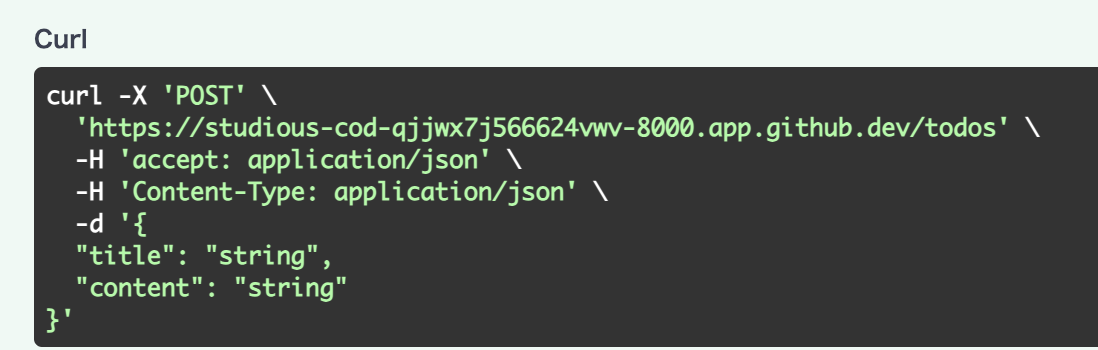 Curl
curl -X 'POST' \
  'https://studious-cod-qjjwx7j566624vwv-8000.app.github.dev/todos' \
  -H 'accept: application/json' \
  -H 'Content-Type: application/json' \
  -d '{
  "title": "string",
  "content": "string"
}'